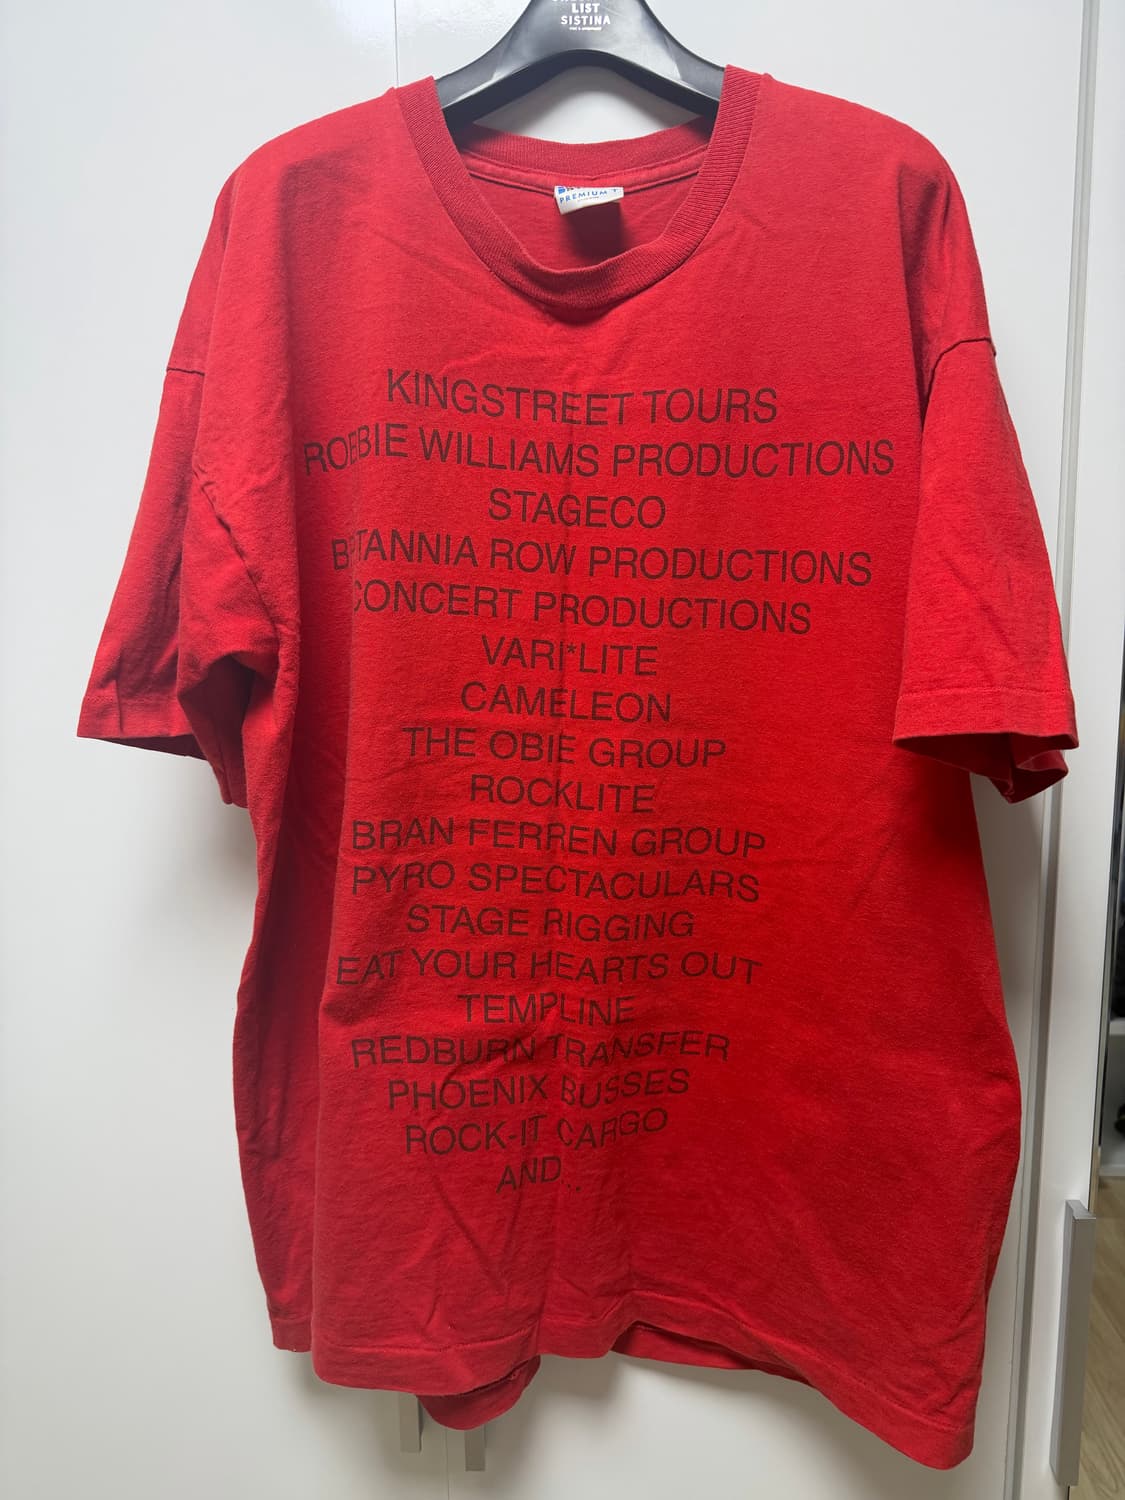 LIST
SISTINA
PREMIUM T
KINGSTREET TOURS
ROBBIE WILLIAMS PRODUCTIONS
STAGECO
BRITANNIA ROW PRODUCTIONS
CONCERT PRODUCTIONS
VARI*LITE
CAMELEON
THE OBIE GROUP
ROCKLITE
BRAN FERREN GROUP
PYRO SPECTACULARS
STAGE RIGGING
EAT YOUR HEARTS OUT
TEMPLINE
REDBURN TRANSFER
PHOENIX BUSSES
ROCK-IT CARGO
AND...